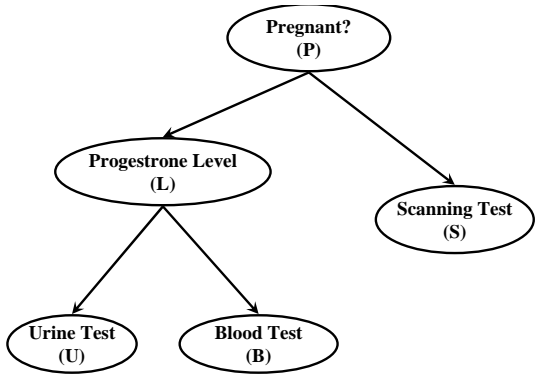 Pregnant?
(P)
Progestrone Level
(L)
Scanning Test
(S)
Urine Test
(U)
Blood Test
(B)